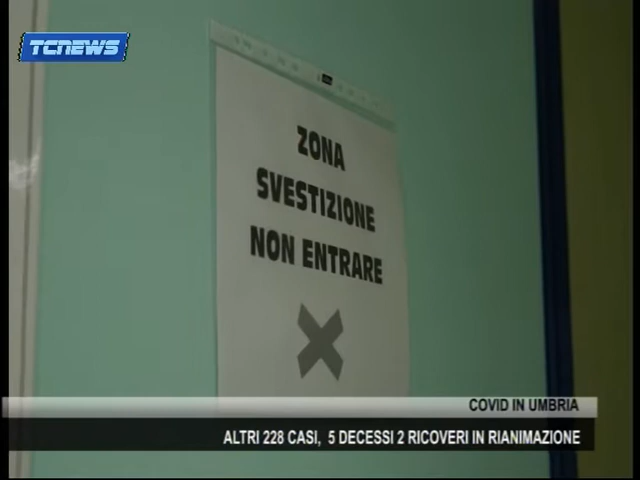 TCNEWS
ZONA
SVESTIZIONE
NON ENTRARE
COVID IN UMBRIA
ALTRI 228 CASI, 5 DECESSI 2 RICOVERI IN RIANIMAZIONE